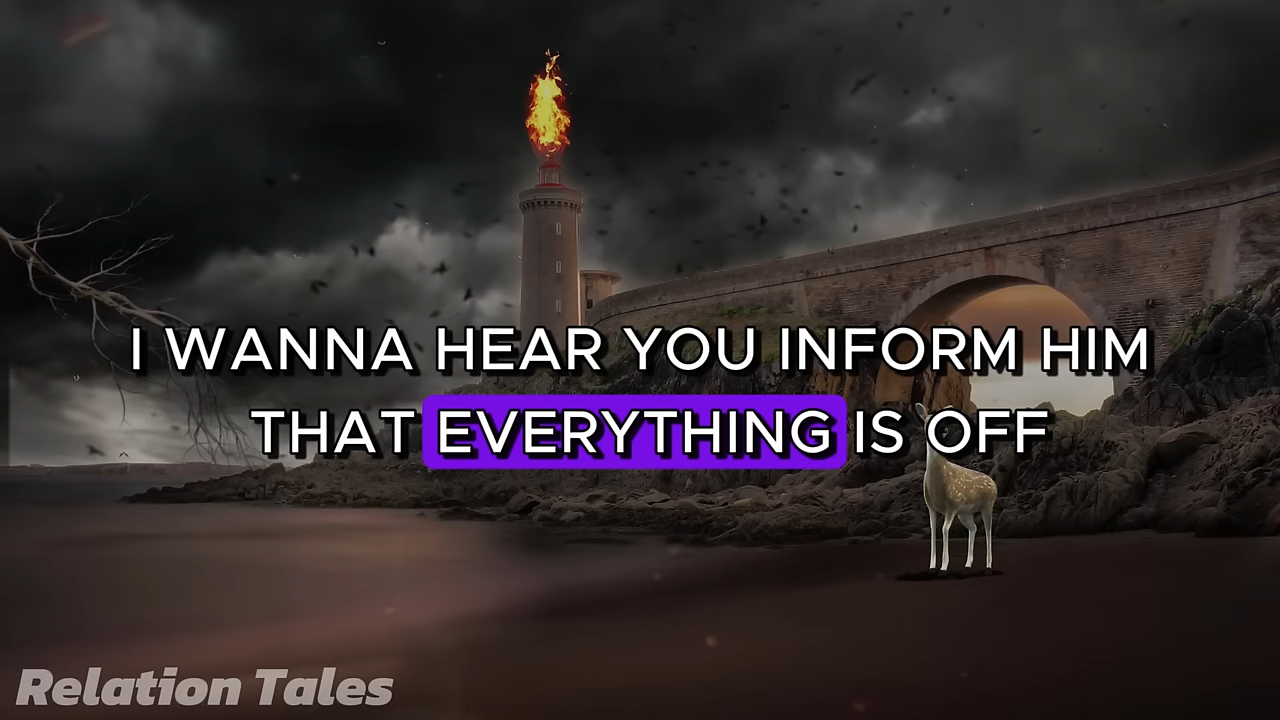 I WANNA HEAR YOU INFORM HIM
THAT EVERYTHING IS OFF
Relation Tales